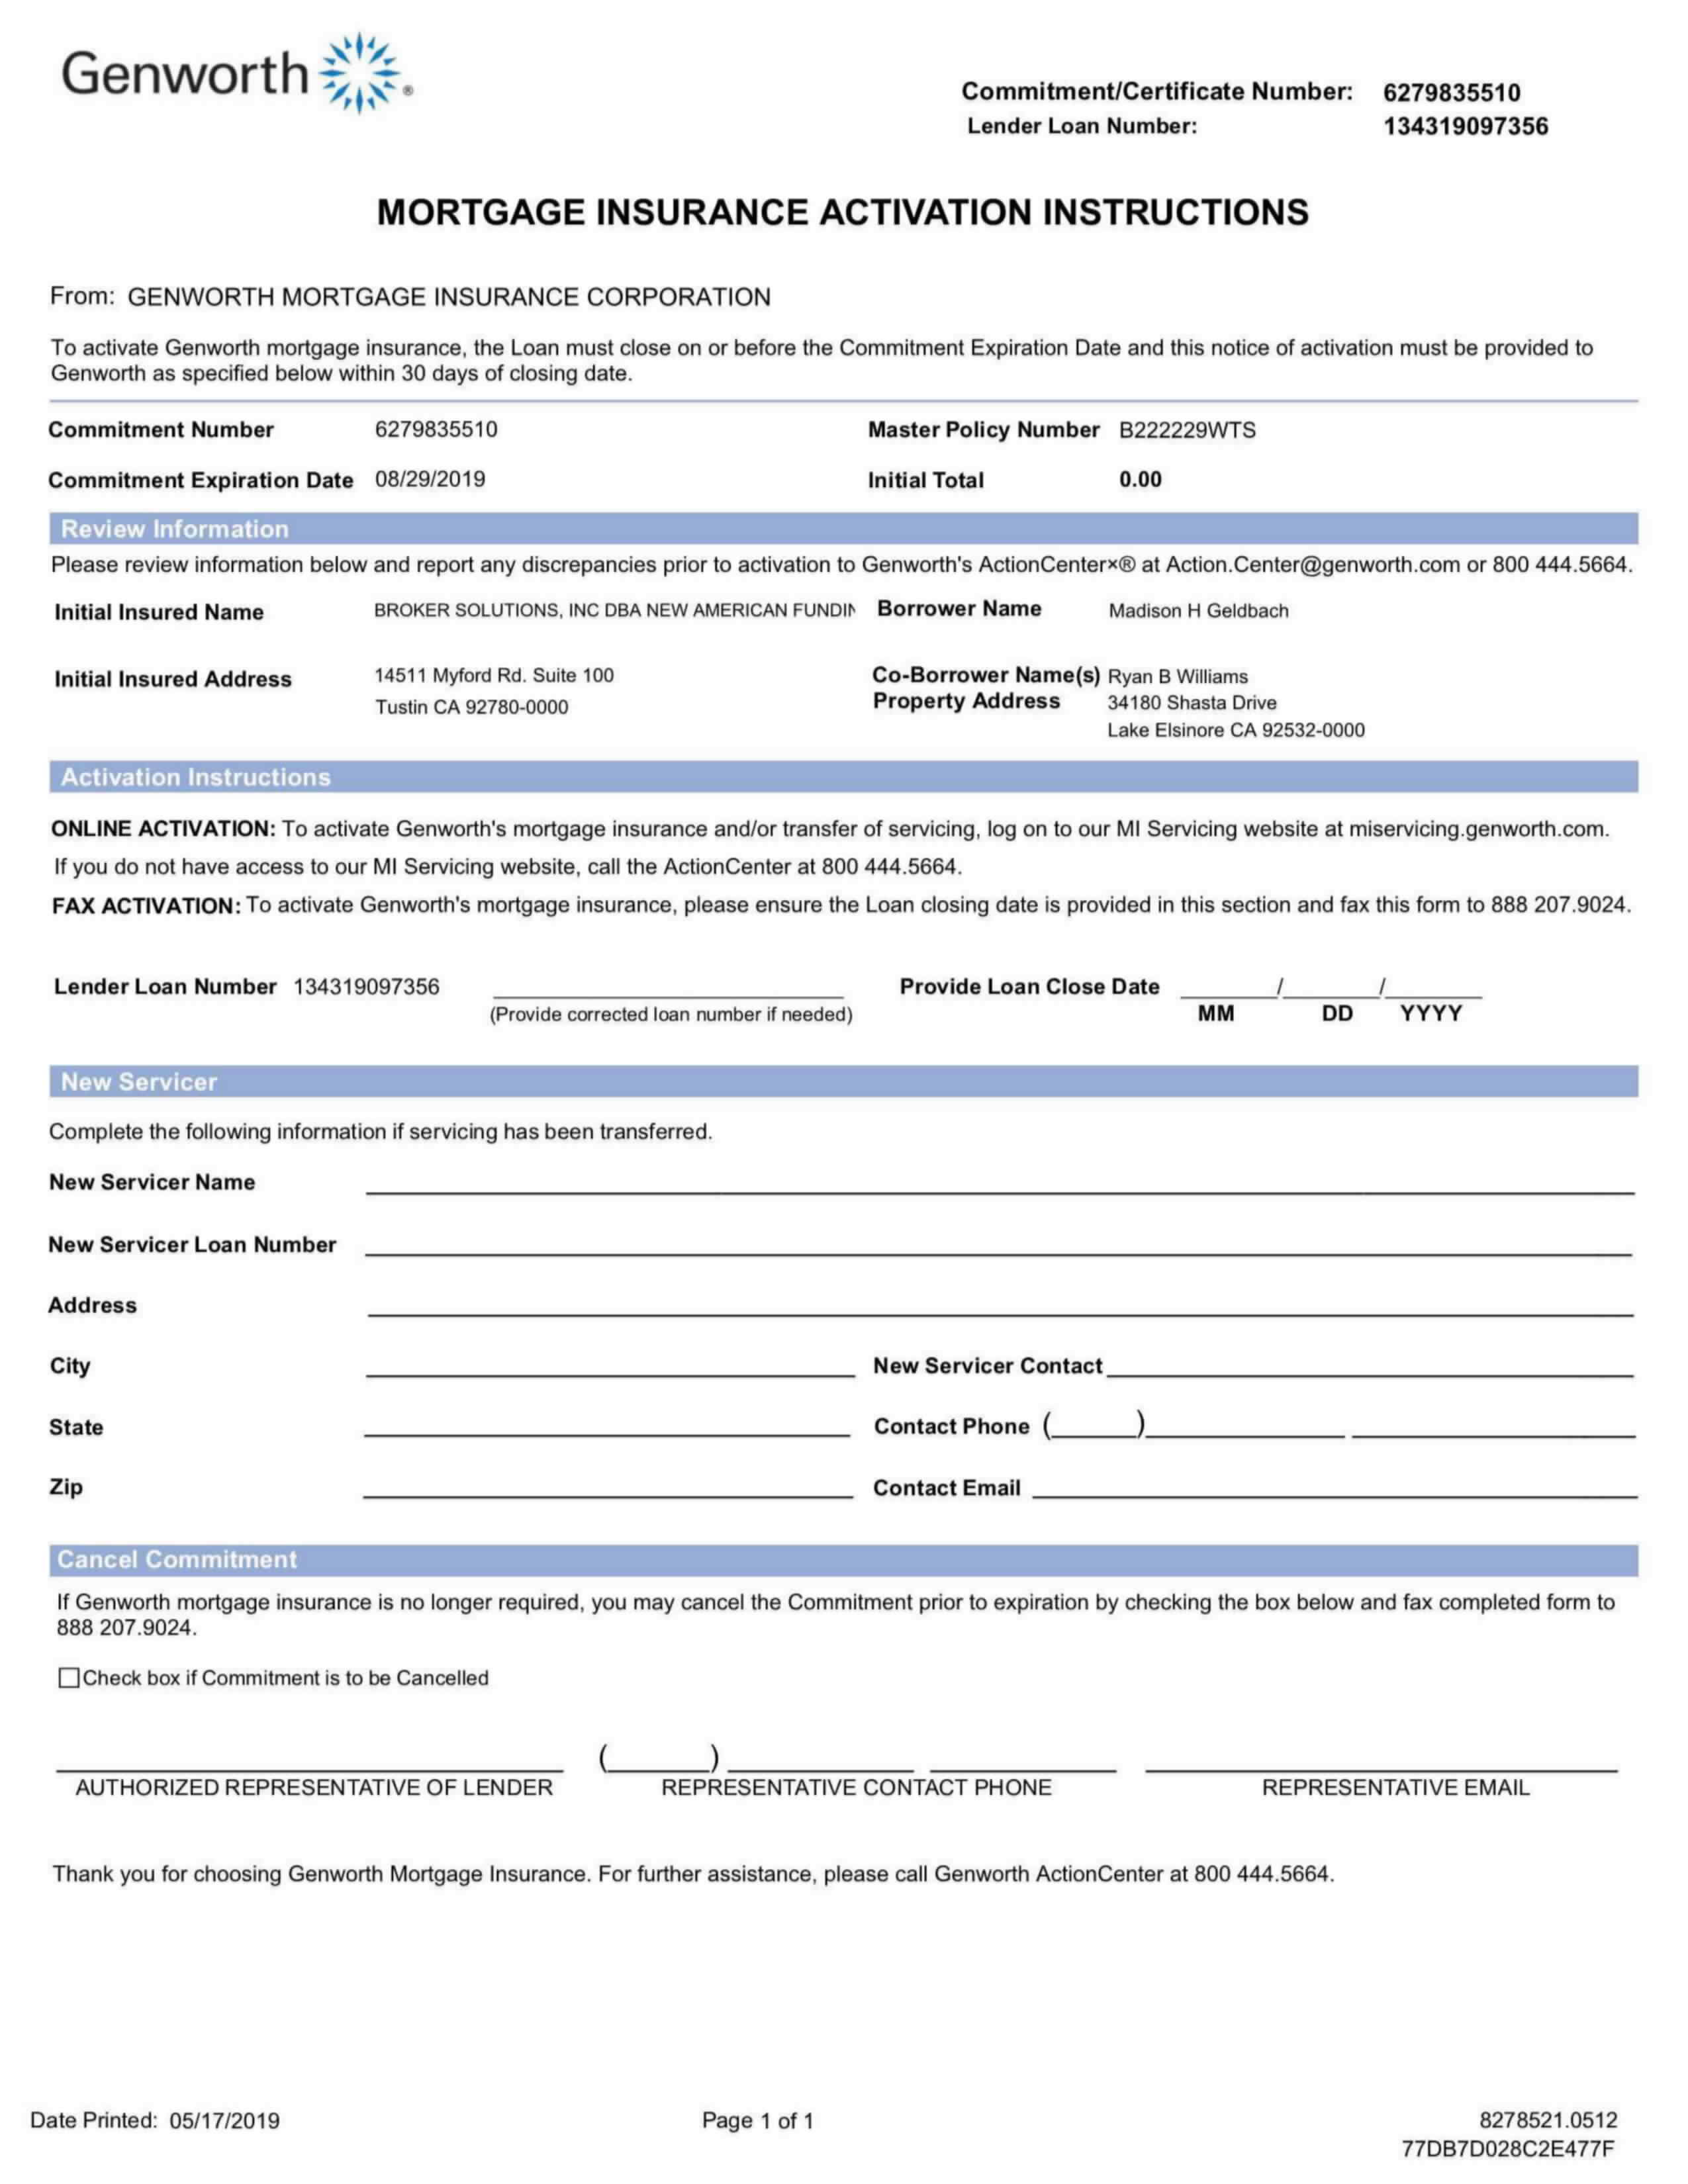 Genworth ®
Commitment/Certificate Number: 6279835510
Lender Loan Number: 134319097356
MORTGAGE INSURANCE ACTIVATION INSTRUCTIONS
From: GENWORTH MORTGAGE INSURANCE CORPORATION
To activate Genworth mortgage insurance, the Loan must close on or before the Commitment Expiration Date and this notice of activation must be provided to
Genworth as specified below within 30 days of closing date.
Commitment Number 6279835510 Master Policy Number B222229WTS
Commitment Expiration Date 08/29/2019 Initial Total 0.00
Review Information
Please review information below and report any discrepancies prior to activation to Genworth's ActionCenter×® at Action.Center@genworth.com or 800 444.5664.
Initial Insured Name BROKER SOLUTIONS, INC DBA NEW AMERICAN FUNDIN Borrower Name Madison H Geldbach
Initial Insured Address 14511 Myford Rd. Suite 100 Co-Borrower Name(s) Ryan B Williams
Tustin CA 92780-0000 Property Address 34180 Shasta Drive
Lake Elsinore CA 92532-0000
Activation Instructions
ONLINE ACTIVATION: To activate Genworth's mortgage insurance and/or transfer of servicing, log on to our MI Servicing website at miservicing.genworth.com.
If you do not have access to our MI Servicing website, call the ActionCenter at 800 444.5664.
FAX ACTIVATION: To activate Genworth's mortgage insurance, please ensure the Loan closing date is provided in this section and fax this form to 888 207.9024.
Lender Loan Number 134319097356 Provide Loan Close Date / /
(Provide corrected loan number if needed) MM DD YYYY
New Servicer
Complete the following information if servicing has been transferred.
New Servicer Name
New Servicer Loan Number
Address
City New Servicer Contact
State Contact Phone ( )
Zip Contact Email
Cancel Commitment
If Genworth mortgage insurance is no longer required, you may cancel the Commitment prior to expiration by checking the box below and fax completed form to
888 207.9024.
Check box if Commitment is to be Cancelled
( )
AUTHORIZED REPRESENTATIVE OF LENDER REPRESENTATIVE CONTACT PHONE REPRESENTATIVE EMAIL
Thank you for choosing Genworth Mortgage Insurance. For further assistance, please call Genworth ActionCenter at 800 444.5664.
Date Printed: 05/17/2019 Page 1 of 1 8278521.0512
77DB7D028C2E477F